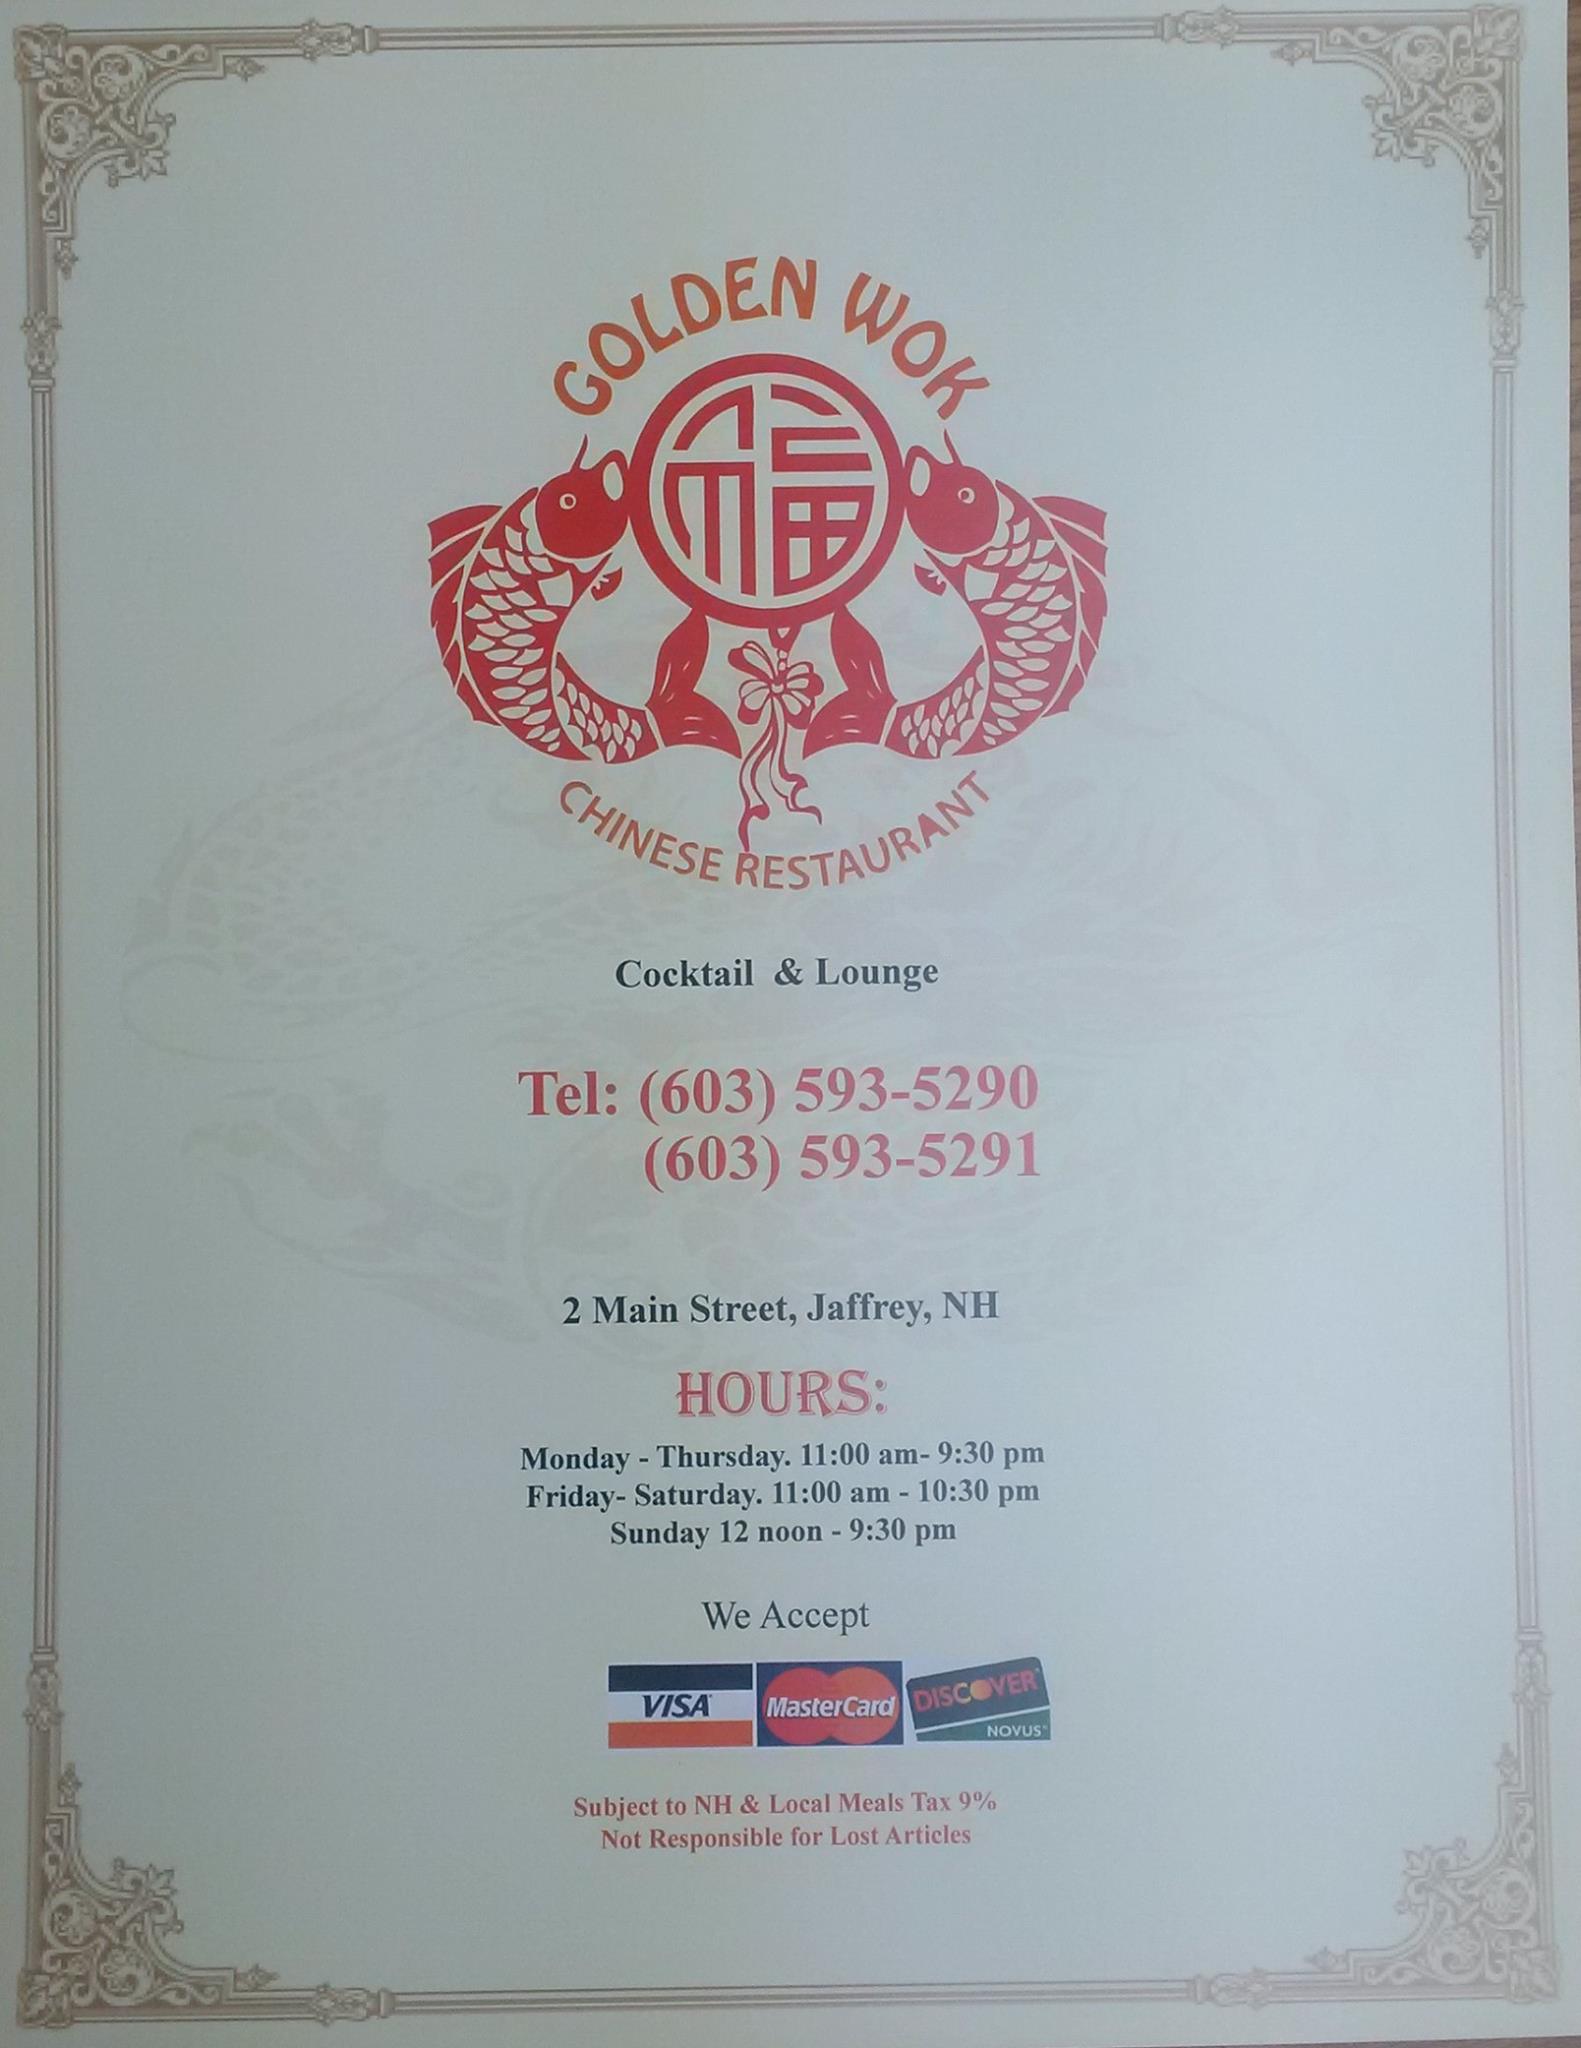 GOLDEN WOK
福
CHINESE RESTAURANT
Cocktail & Lounge
Tel: (603) 593-5290
(603) 593-5291
2 Main Street, Jaffrey, NH
HOURS:
Monday - Thursday. 11:00 am- 9:30 pm
Friday- Saturday. 11:00 am - 10:30 pm
Sunday 12 noon - 9:30 pm
We Accept
VISA MasterCard DISCOVER
NOVUS
Subject to NH & Local Meals Tax 9%
Not Responsible for Lost Articles